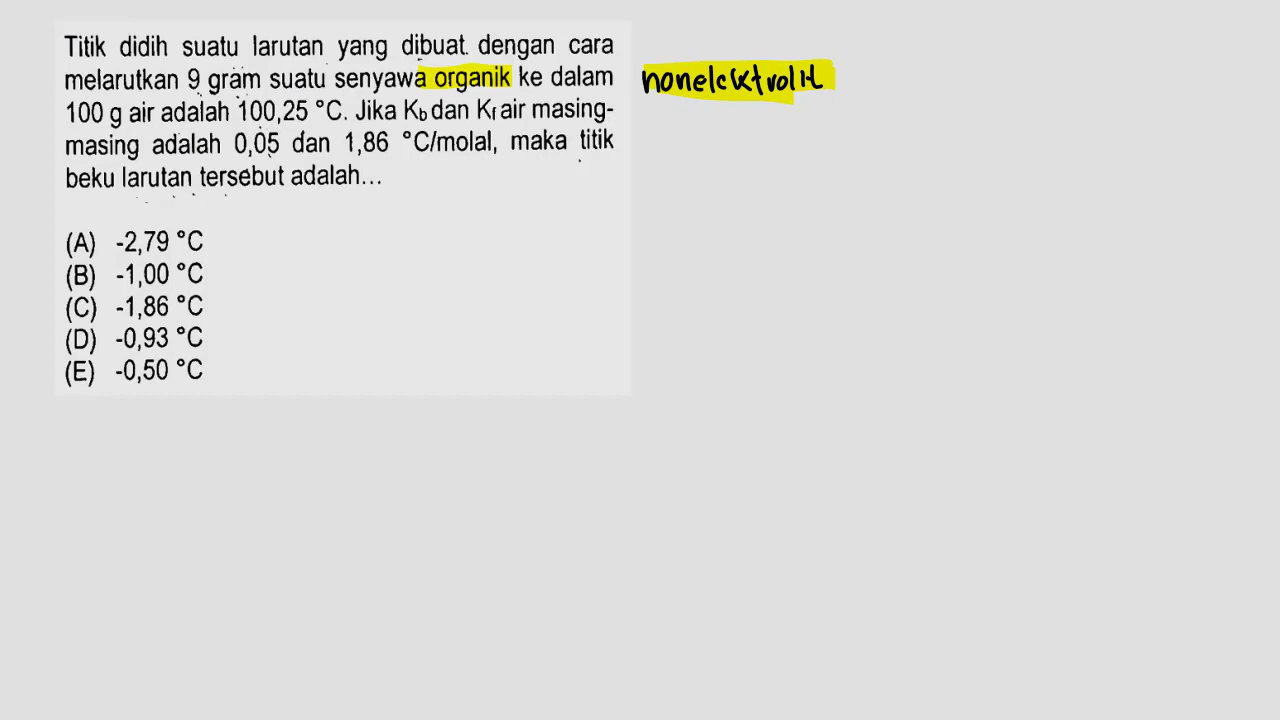 Titik didih suatu larutan yang dibuat dengan cara
melarutkan 9 gram suatu senyawa organik ke dalam
nonelektrolit
100 g air adalah 100,25 °C. Jika Kb dan Kf air masing-
masing adalah 0,05 dan 1,86 °C/molal, maka titik
beku larutan tersebut adalah...
(A) -2,79 °C
(B) -1,00 °C
(C) -1,86 °C
(D) -0,93 °C
(E) -0,50 °C